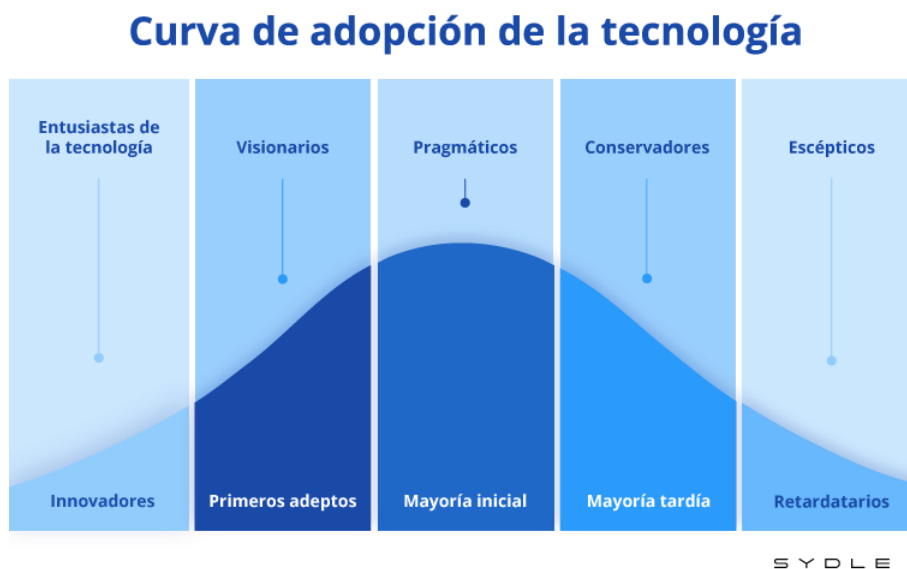 Curva de adopción de la tecnología
Entusiastas de
la tecnología
Visionarios
Pragmáticos
Conservadores
Escépticos
Innovadores
Primeros adeptos
Mayoría inicial
Mayoría tardía
Retardatarios
SYDLE